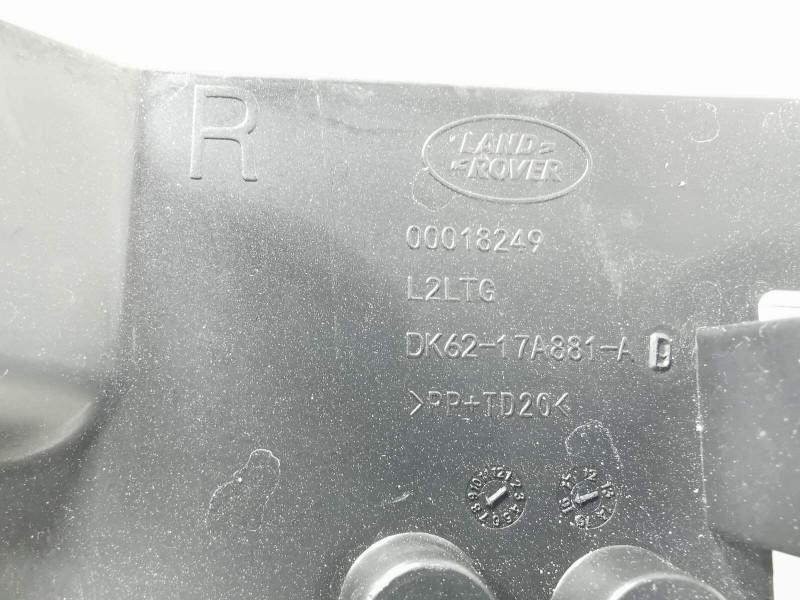 R
LAND
ROVER
00018249
L2LTG
DK62-17A881-A D
>PP+TD20<